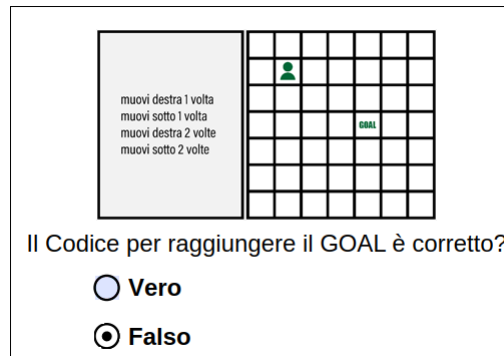 muovi destra 1 volta
muovi sotto 1 volta
muovi destra 2 volte
muovi sotto 2 volte
GOAL
Il Codice per raggiungere il GOAL è corretto?
Vero
Falso